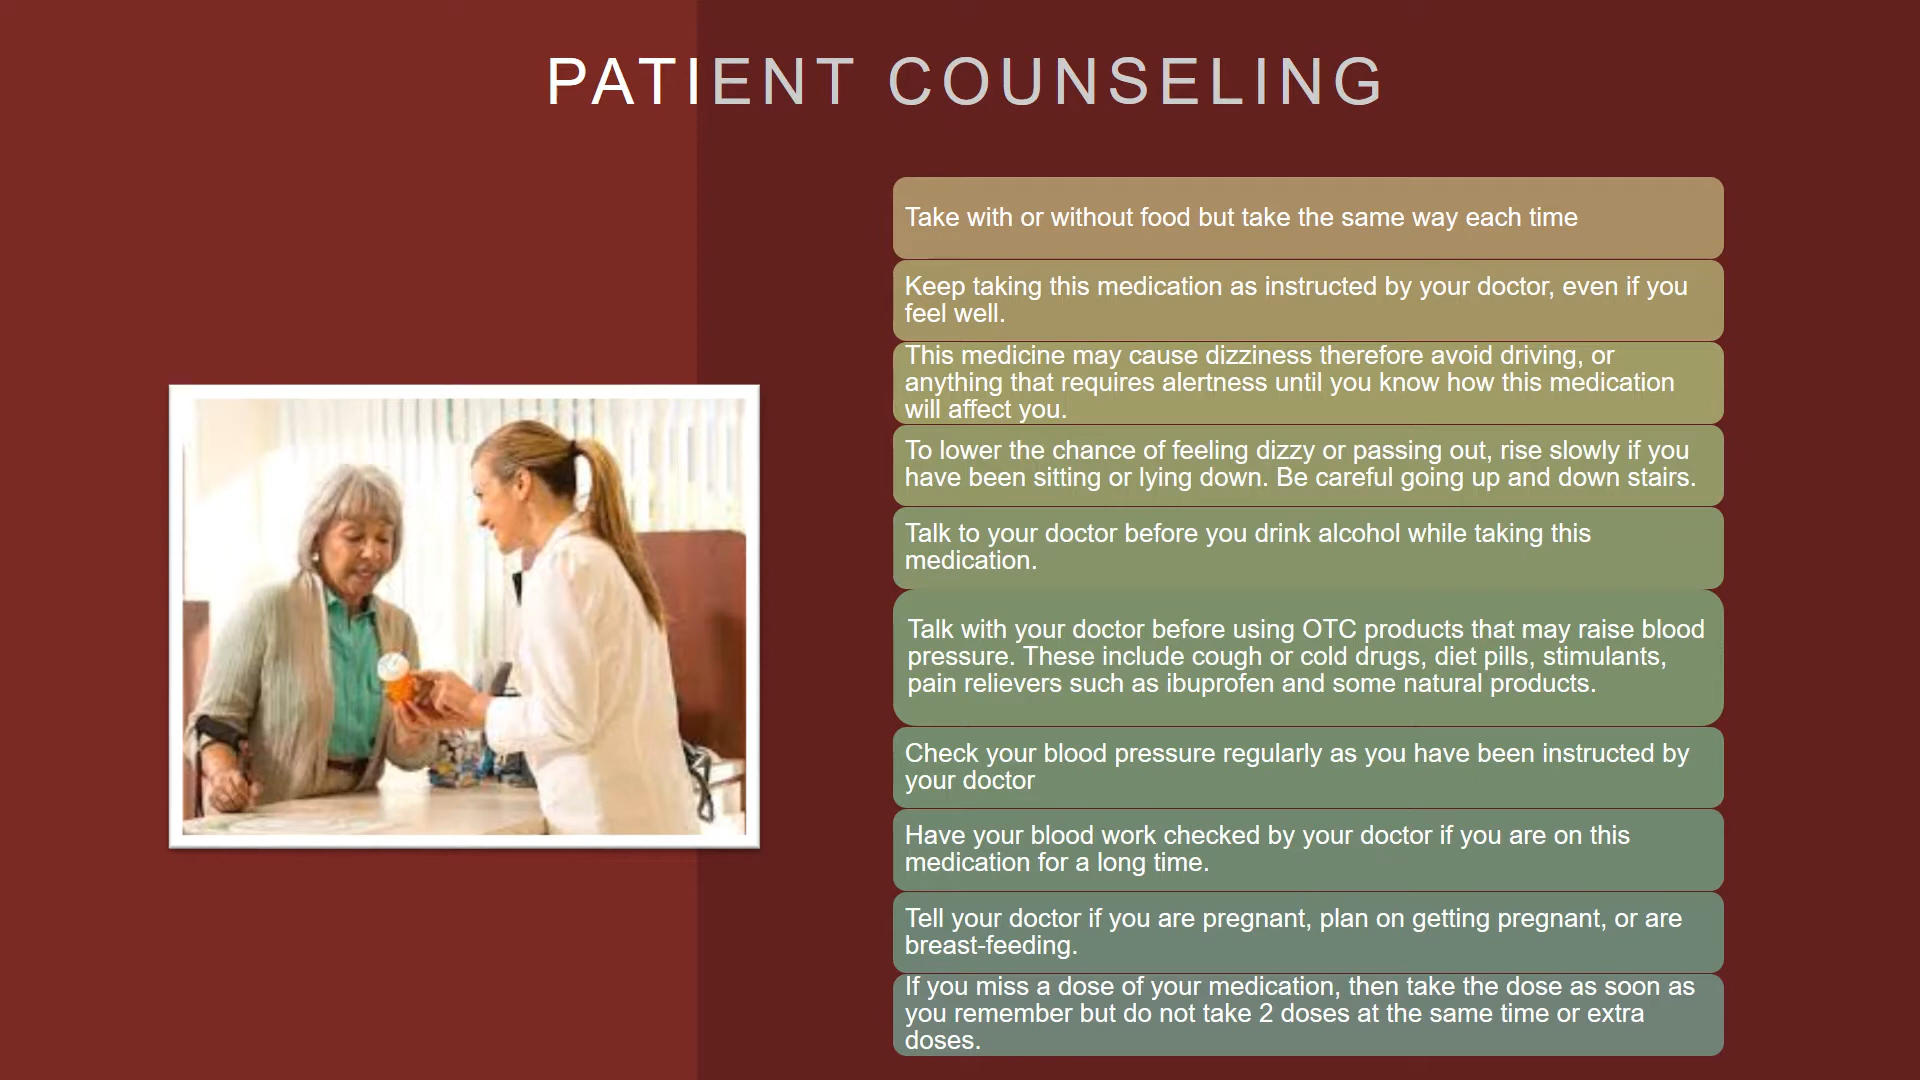 PATIENT COUNSELING
Take with or without food but take the same way each time
Keep taking this medication as instructed by your doctor, even if you
feel well.
This medicine may cause dizziness therefore avoid driving, or
anything that requires alertness until you know how this medication
will affect you.
To lower the chance of feeling dizzy or passing out, rise slowly if you
have been sitting or lying down. Be careful going up and down stairs.
Talk to your doctor before you drink alcohol while taking this
medication.
Talk with your doctor before using OTC products that may raise blood
pressure. These include cough or cold drugs, diet pills, stimulants,
pain relievers such as ibuprofen and some natural products.
Check your blood pressure regularly as you have been instructed by
your doctor
Have your blood work checked by your doctor if you are on this
medication for a long time.
Tell your doctor if you are pregnant, plan on getting pregnant, or are
breast-feeding.
If you miss a dose of your medication, then take the dose as soon as
you remember but do not take 2 doses at the same time or extra
doses.